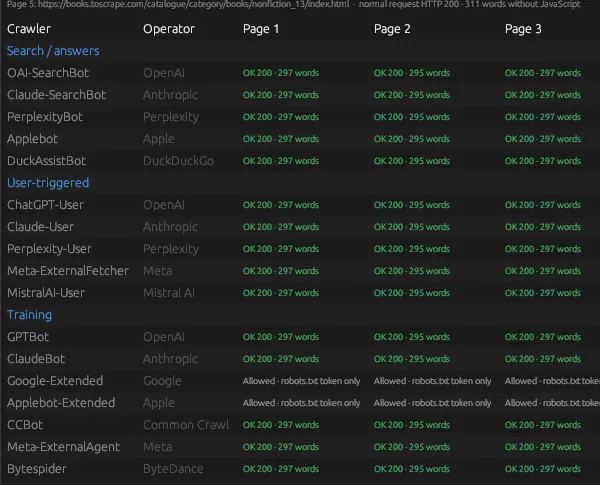 Page 5: https://books.toscrape.com/catalogue/category/books/nonfiction_13/index.html · normal request HTTP 200 · 311 words without JavaScript
Crawler Operator Page 1 Page 2 Page 3
Search / answers
OAI-SearchBot OpenAI OK 200 · 297 words OK 200 · 295 words OK 200 · 297 words
Claude-SearchBot Anthropic OK 200 · 297 words OK 200 · 295 words OK 200 · 297 words
PerplexityBot Perplexity OK 200 · 297 words OK 200 · 295 words OK 200 · 297 words
Applebot Apple OK 200 · 297 words OK 200 · 295 words OK 200 · 297 words
DuckAssistBot DuckDuckGo OK 200 · 297 words OK 200 · 295 words OK 200 · 297 words
User-triggered
ChatGPT-User OpenAI OK 200 · 297 words OK 200 · 295 words OK 200 · 297 words
Claude-User Anthropic OK 200 · 297 words OK 200 · 295 words OK 200 · 297 words
Perplexity-User Perplexity OK 200 · 297 words OK 200 · 295 words OK 200 · 297 words
Meta-ExternalFetcher Meta OK 200 · 297 words OK 200 · 295 words OK 200 · 297 words
MistralAI-User Mistral AI OK 200 · 297 words OK 200 · 295 words OK 200 · 297 words
Training
GPTBot OpenAI OK 200 · 297 words OK 200 · 295 words OK 200 · 297 words
ClaudeBot Anthropic OK 200 · 297 words OK 200 · 295 words OK 200 · 297 words
Google-Extended Google Allowed · robots.txt token only Allowed · robots.txt token only Allowed · robots.txt token
Applebot-Extended Apple Allowed · robots.txt token only Allowed · robots.txt token only Allowed · robots.txt token
CCBot Common Crawl OK 200 · 297 words OK 200 · 295 words OK 200 · 297 words
Meta-ExternalAgent Meta OK 200 · 297 words OK 200 · 295 words OK 200 · 297 words
Bytespider ByteDance OK 200 · 297 words OK 200 · 295 words OK 200 · 297 words